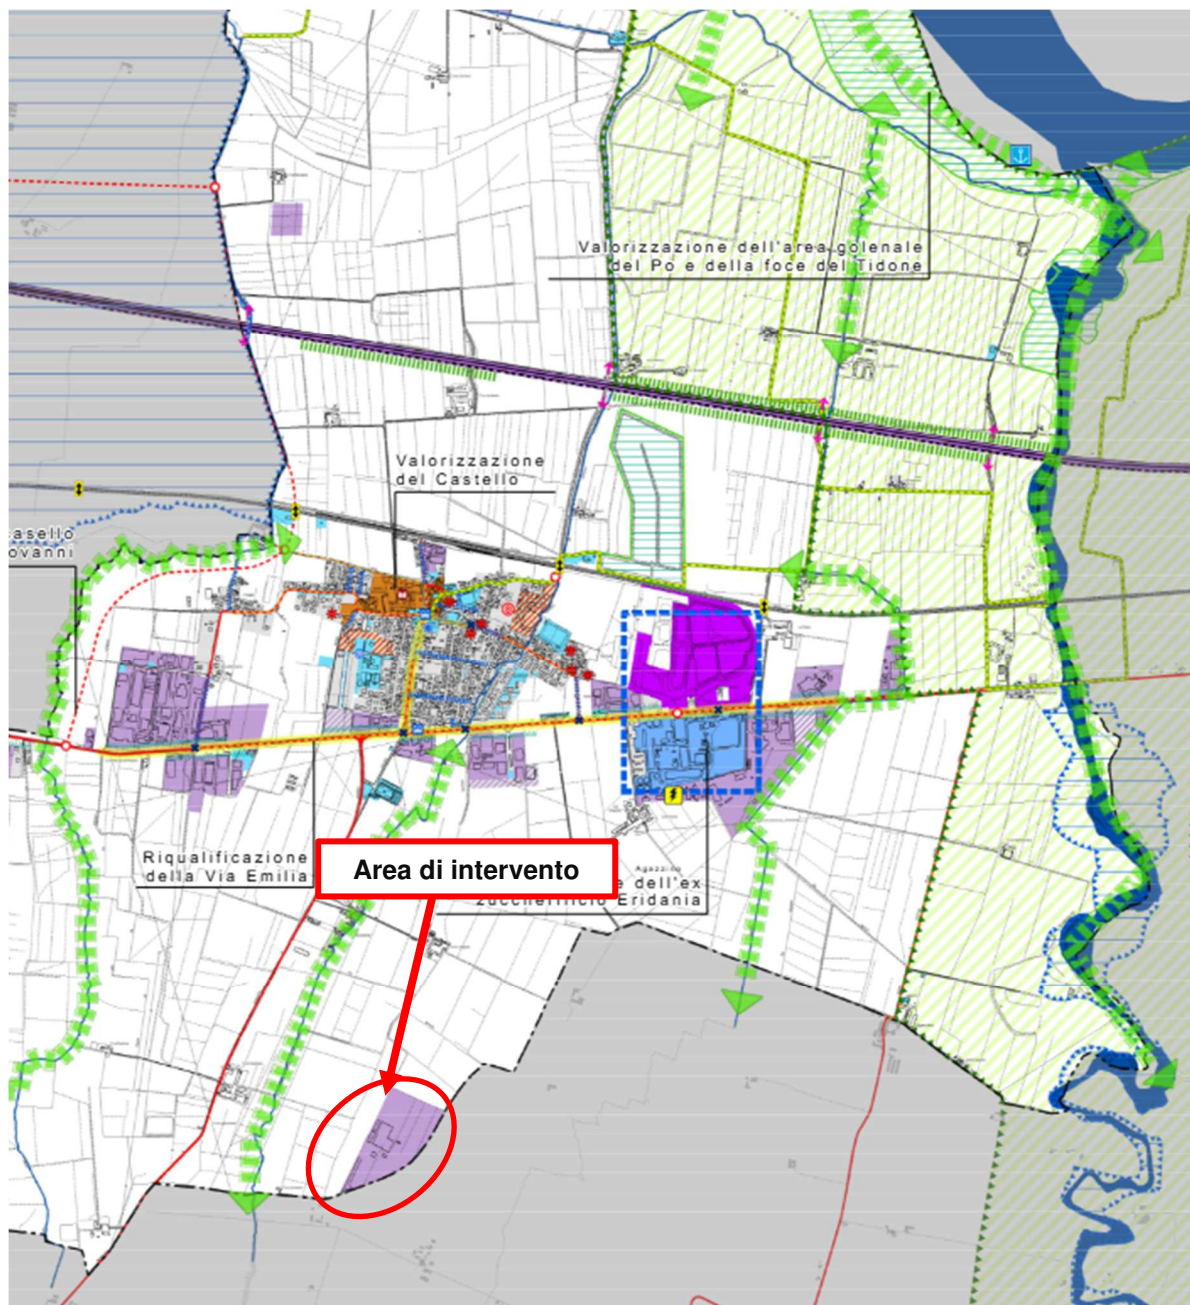 Valorizzazione dell'area golenale
del Po e della foce del Tidone
Valorizzazione
del Castello
asello
ovanni
Riqualificazione
della Via Emilia
Area di intervento
Agazzino
e dell'ex
zuccherificio Eridania